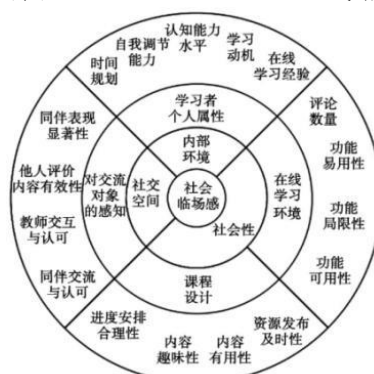 认知能力
水平
自我调节
能力
学习
动机
时间
规划
在线
学习经验
学习者
个人属性
同伴表现
显著性
他人评价
内容有效性
教师交互
与认可
同伴交流
与认可
对交流
对象
的感知
社交
空间
内部
环境
社会
临场感
社会性
在线
学习
环境
评论
数量
功能
易用性
功能
局限性
功能
可用性
课程
设计
进度安排
合理性
内容
趣味性
内容
有用性
资源发布
及时性